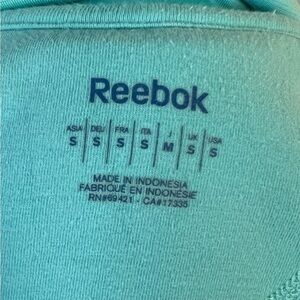 Reebok
ASIA DEU FRA ITA J UK USA
S S S S M S S
MADE IN INDONESIA
FABRIQUÉ EN INDONÉSIE
RN#69421 - CA#17335